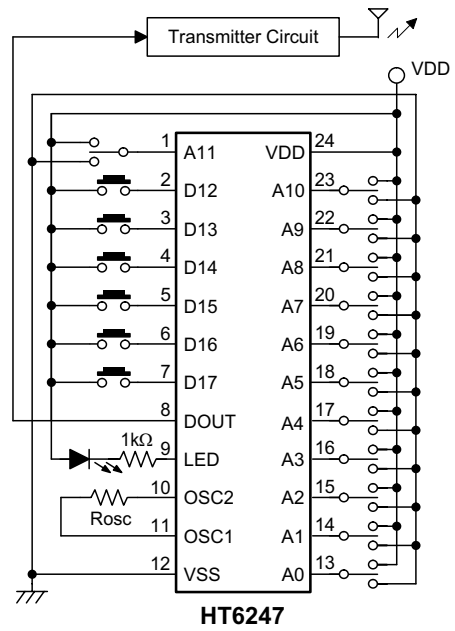 Transmitter Circuit
VDD
1 A11 VDD 24
2 D12 A10 23
3 D13 A9 22
4 D14 A8 21
5 D15 A7 20
6 D16 A6 19
7 D17 A5 18
8 DOUT A4 17
1kΩ 9 LED A3 16
10 OSC2 A2 15
Rosc
11 OSC1 A1 14
12 VSS A0 13
HT6247